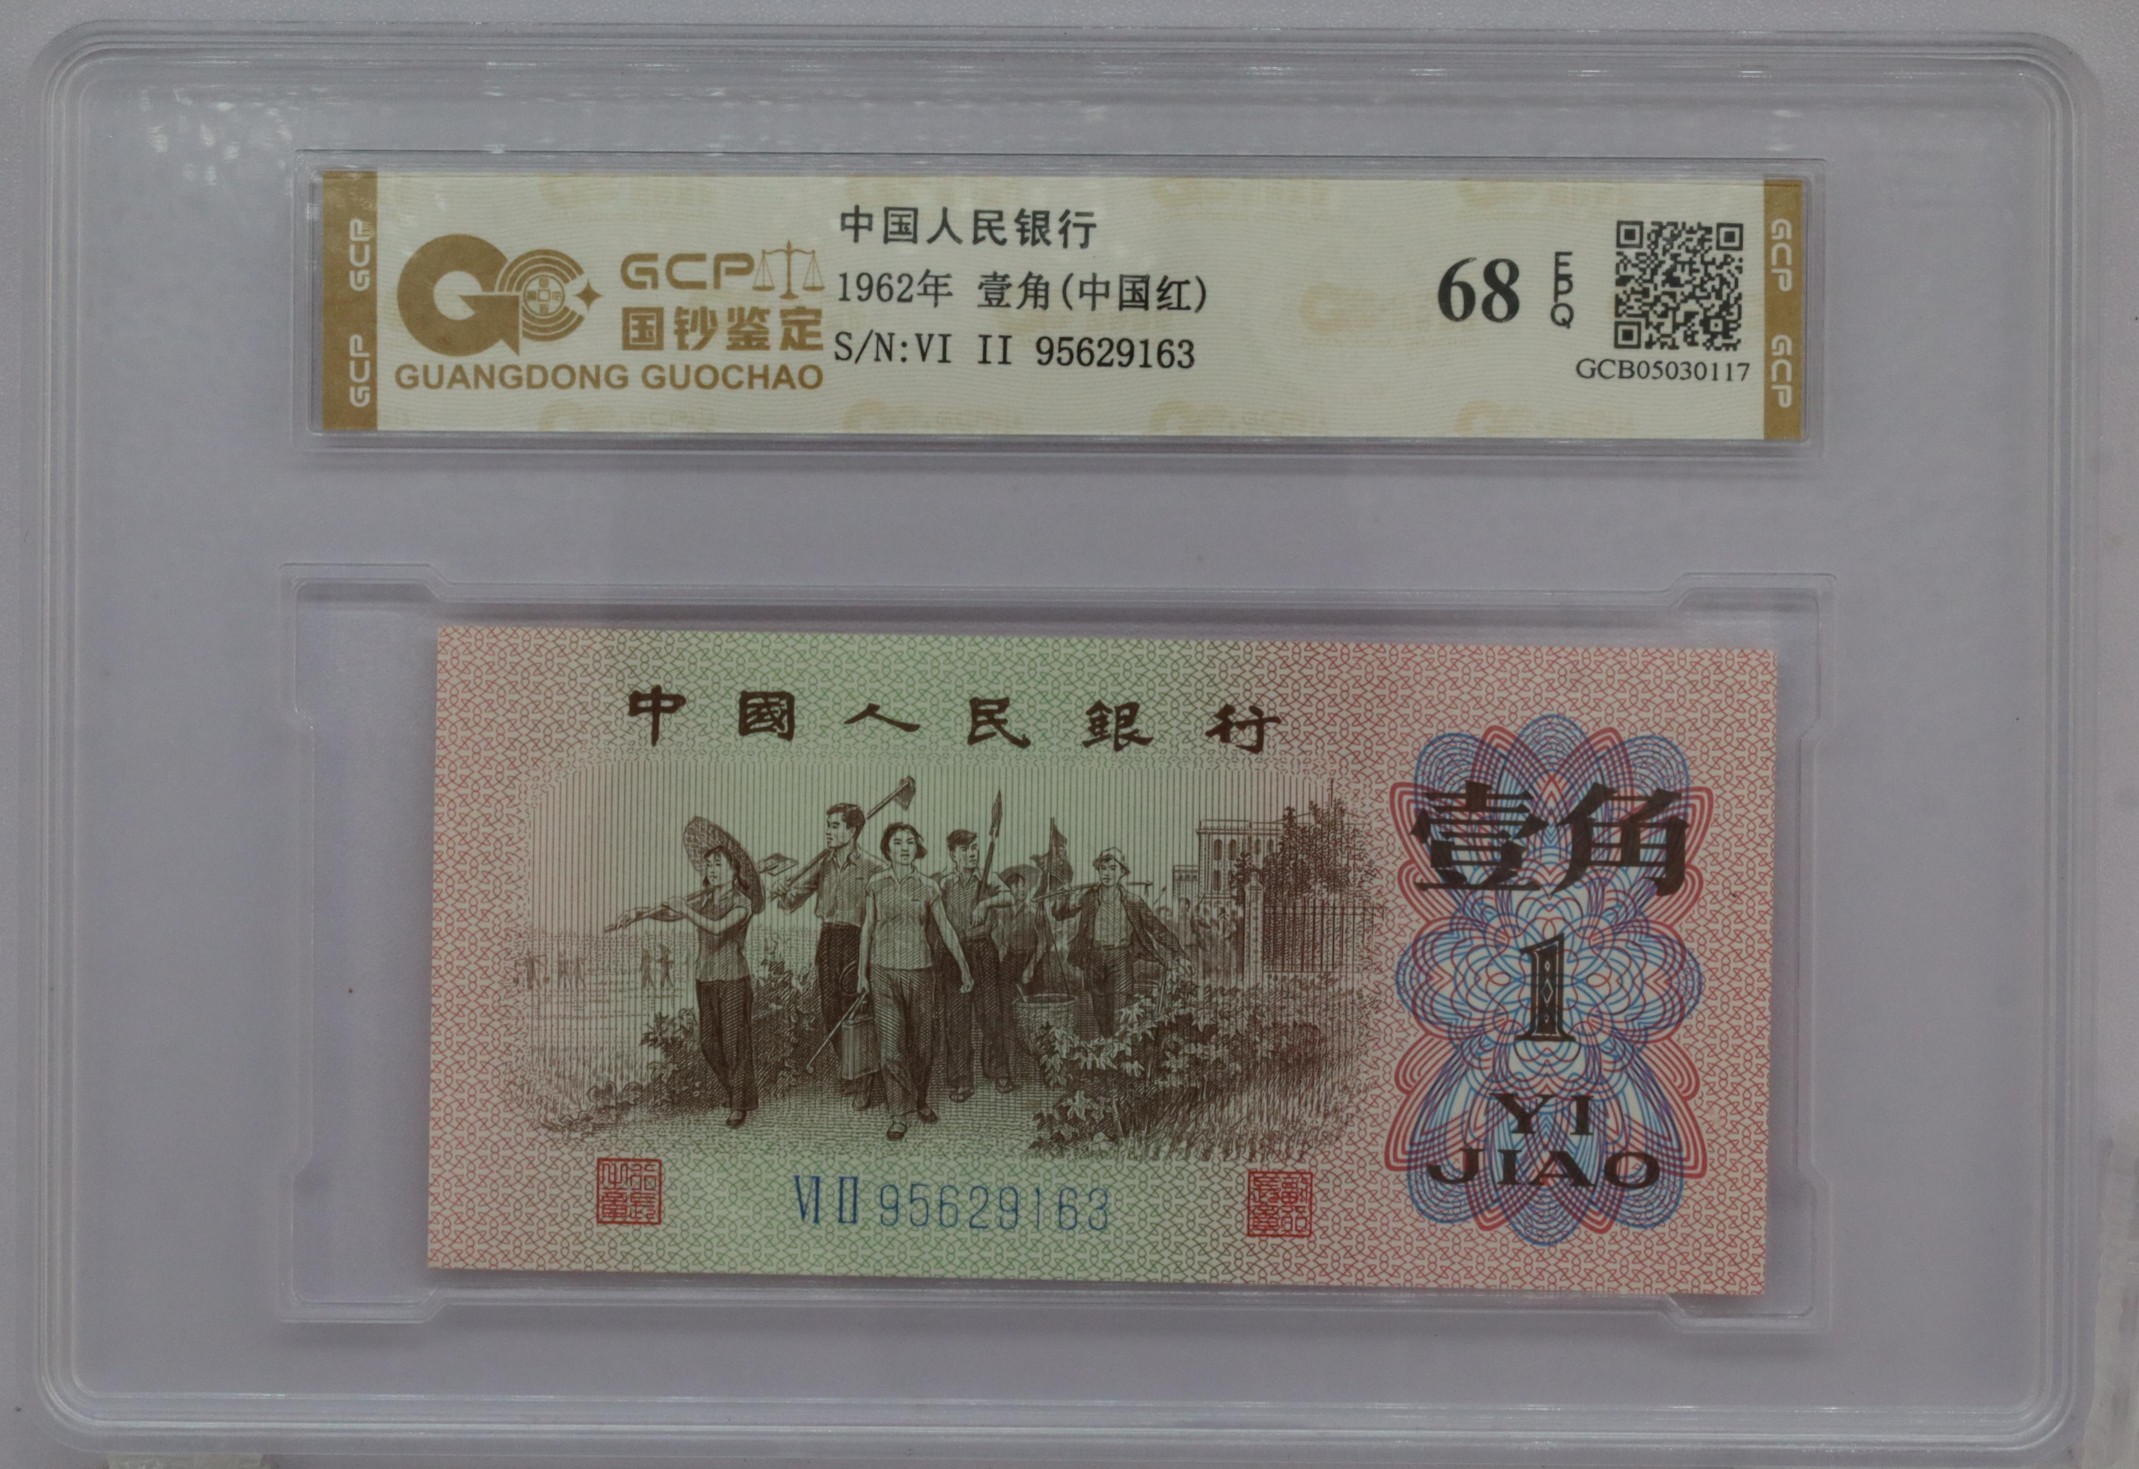 GCP
GCP
GCP
国钞鉴定
GUANGDONG GUOCHAO
中国人民银行
1962年 壹角(中国红)
S/N:VI II 95629163
68
EPQ
GCB05030117
GCP
GCP
中國人民銀行
壹角
1
YI
JIAO
VI II 95629163